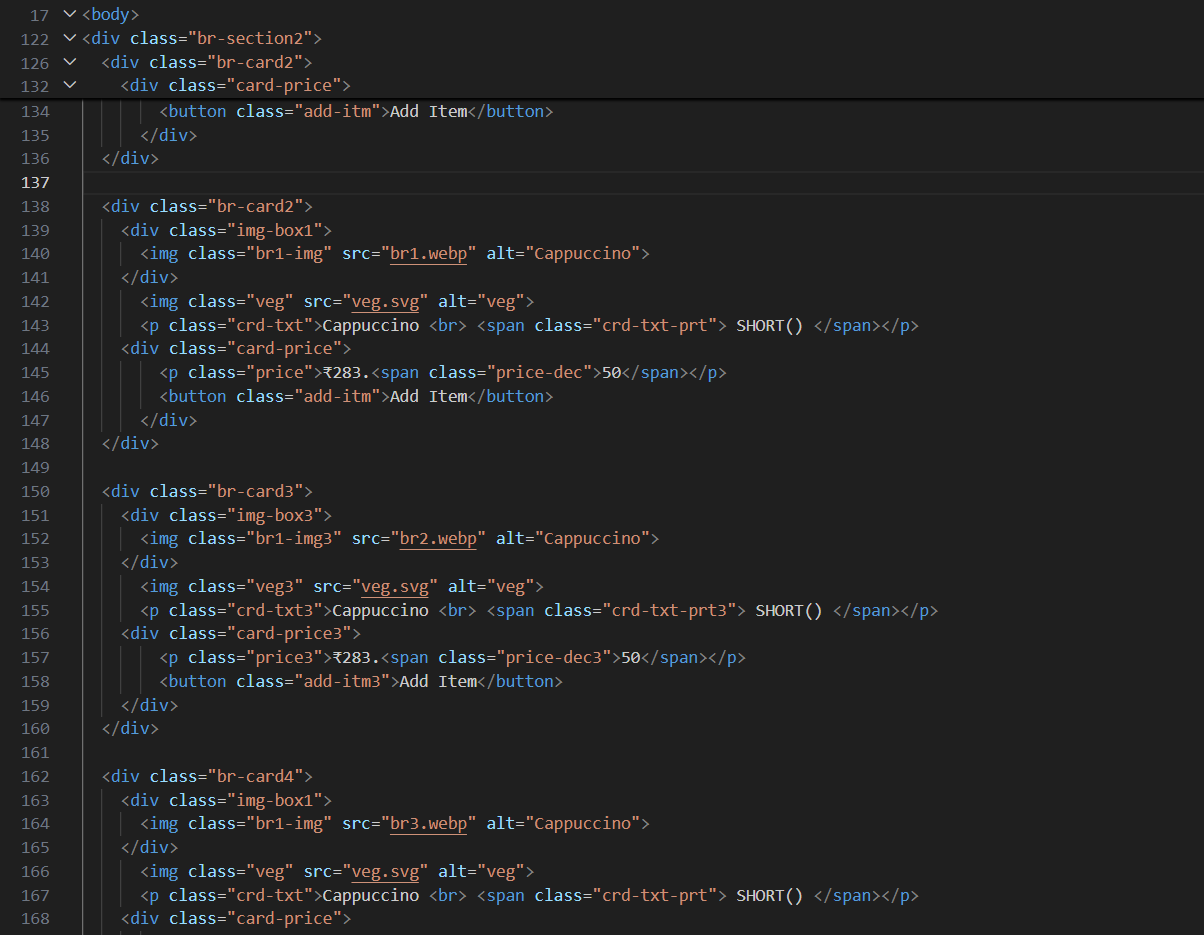 17 <body>
122 <div class="br-section2">
126 <div class="br-card2">
132 <div class="card-price">
134 <button class="add-itm">Add Item</button>
135 </div>
136 </div>
137
138 <div class="br-card2">
139 <div class="img-box1">
140 <img class="br1-img" src="br1.webp" alt="Cappuccino">
141 </div>
142 <img class="veg" src="veg.svg" alt="veg">
143 <p class="crd-txt">Cappuccino <br> <span class="crd-txt-prt"> SHORT() </span></p>
144 <div class="card-price">
145 <p class="price">₹283.<span class="price-dec">50</span></p>
146 <button class="add-itm">Add Item</button>
147 </div>
148 </div>
149
150 <div class="br-card3">
151 <div class="img-box3">
152 <img class="br1-img3" src="br2.webp" alt="Cappuccino">
153 </div>
154 <img class="veg3" src="veg.svg" alt="veg">
155 <p class="crd-txt3">Cappuccino <br> <span class="crd-txt-prt3"> SHORT() </span></p>
156 <div class="card-price3">
157 <p class="price3">₹283.<span class="price-dec3">50</span></p>
158 <button class="add-itm3">Add Item</button>
159 </div>
160 </div>
161
162 <div class="br-card4">
163 <div class="img-box1">
164 <img class="br1-img" src="br3.webp" alt="Cappuccino">
165 </div>
166 <img class="veg" src="veg.svg" alt="veg">
167 <p class="crd-txt">Cappuccino <br> <span class="crd-txt-prt"> SHORT() </span></p>
168 <div class="card-price">